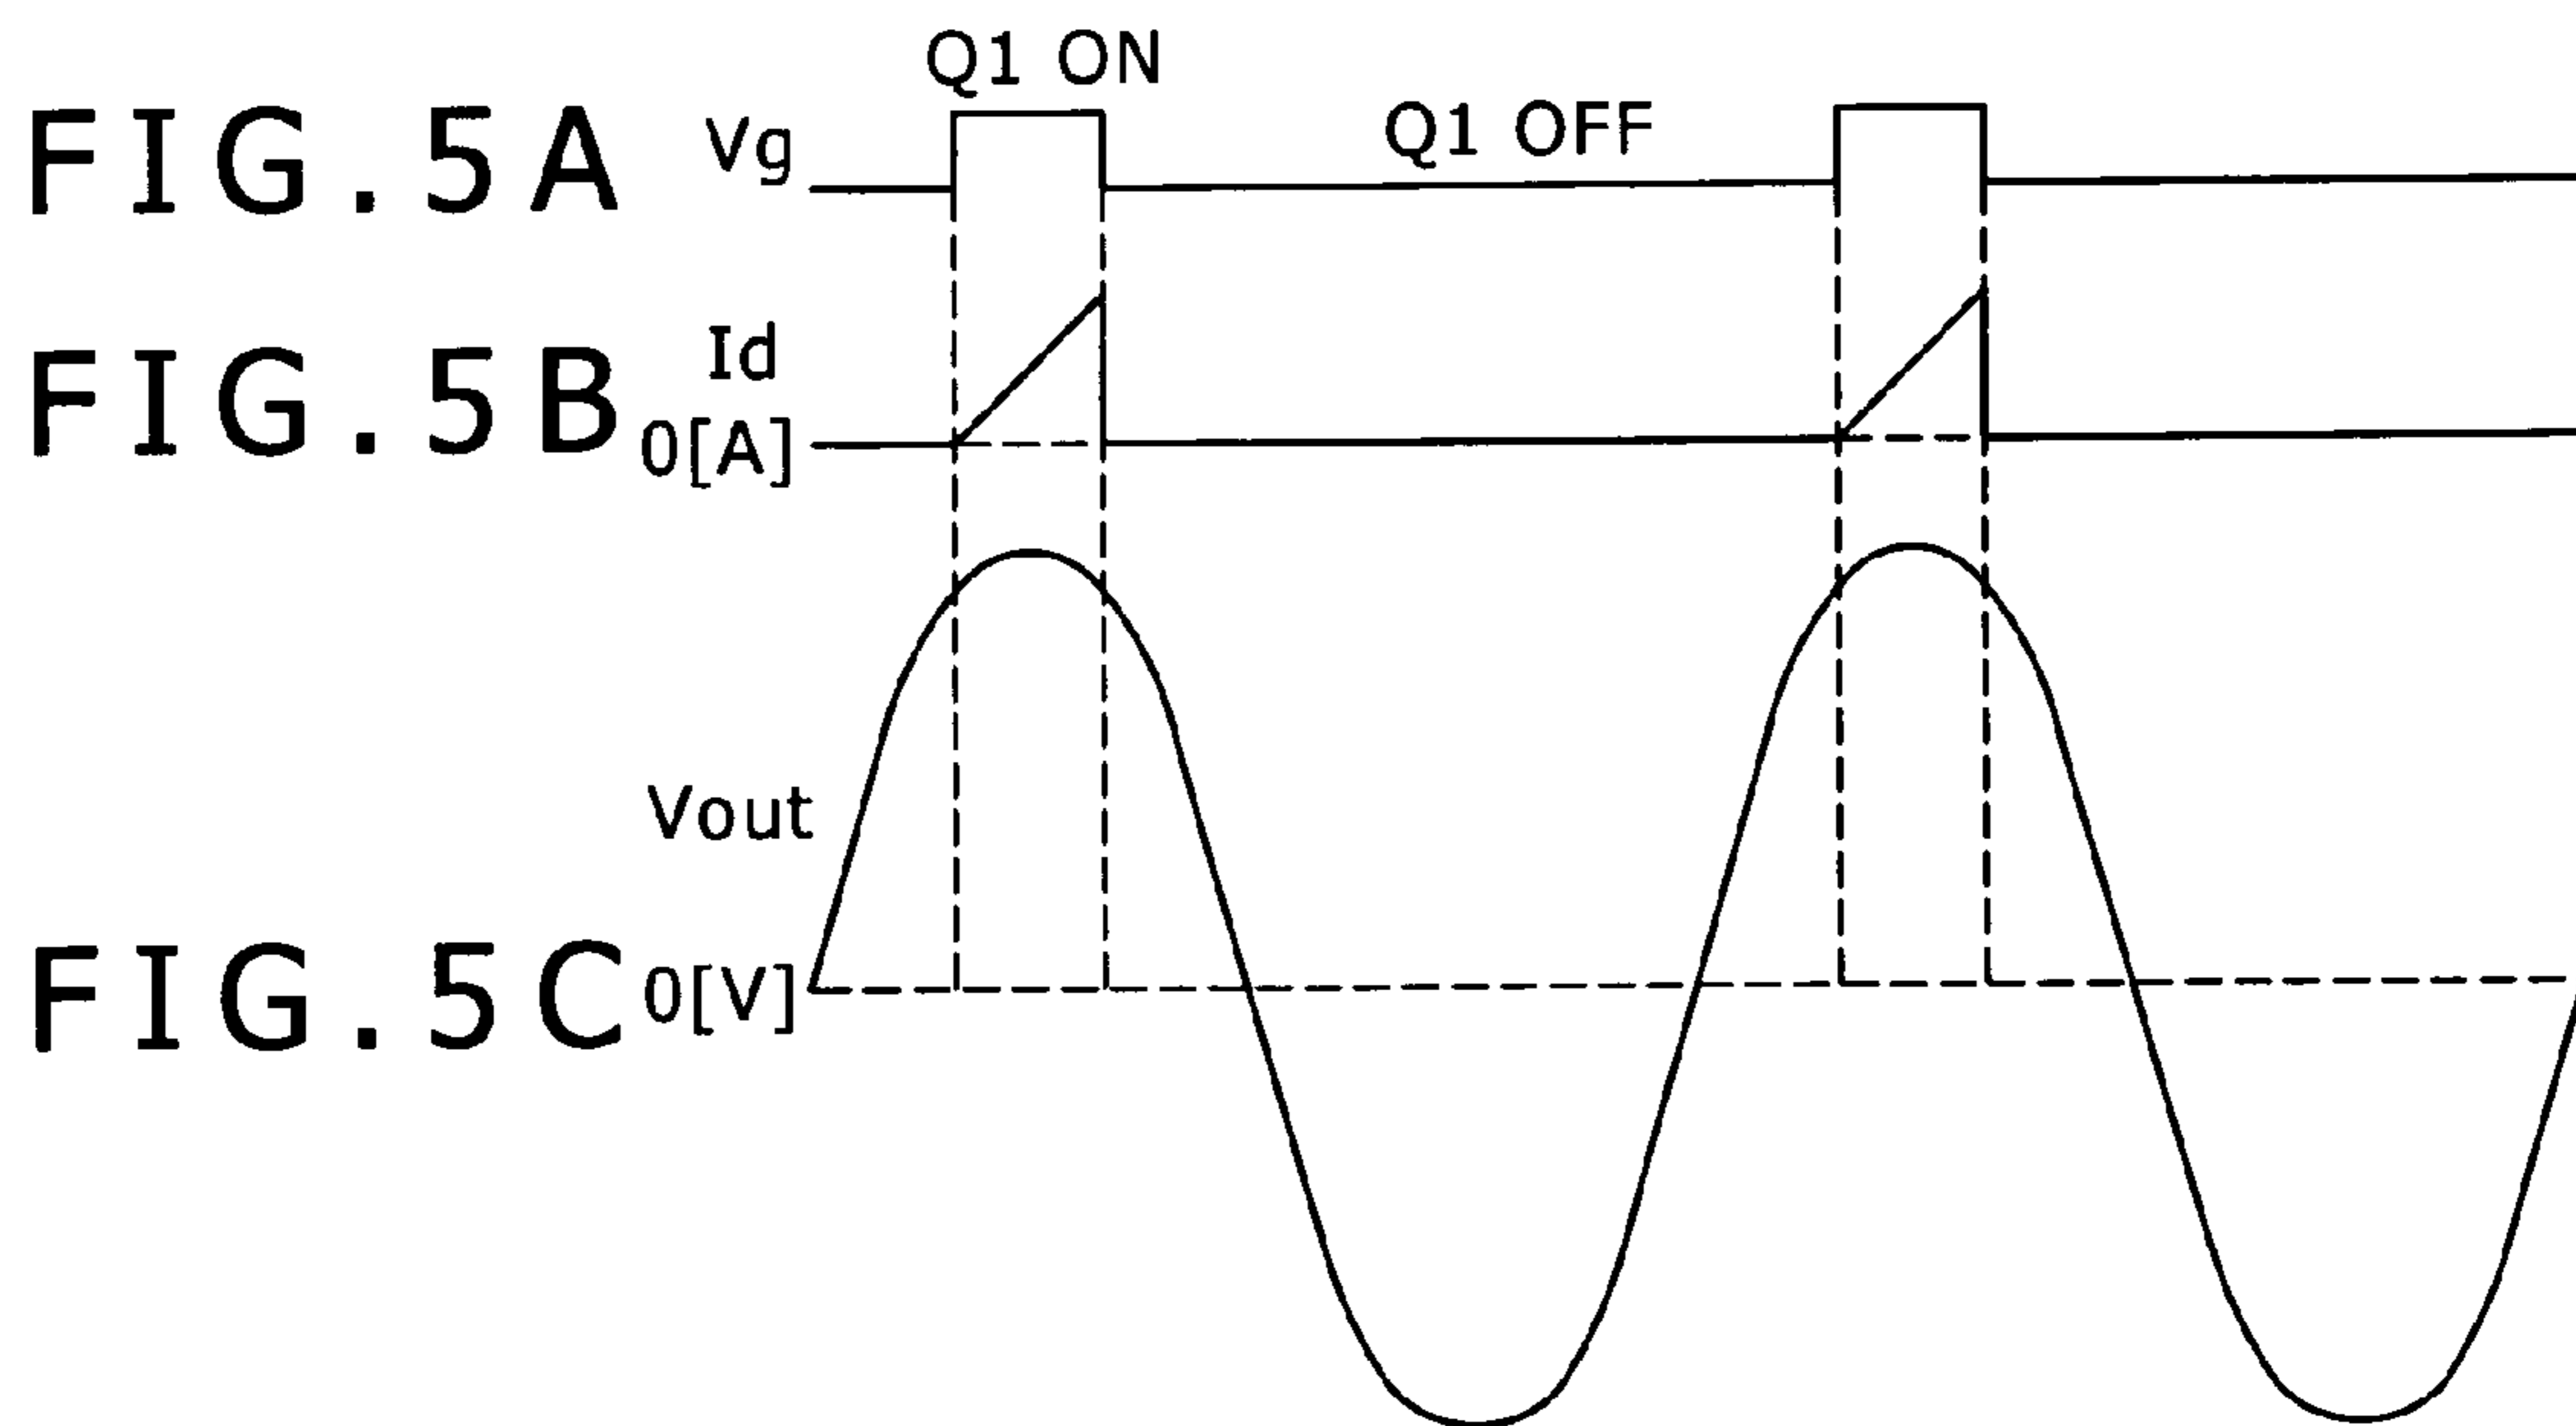 Q1 ON
FIG.5A
Vg
Q1 OFF
FIG.5B
Id
0[A]
Vout
FIG.5C
0[V]